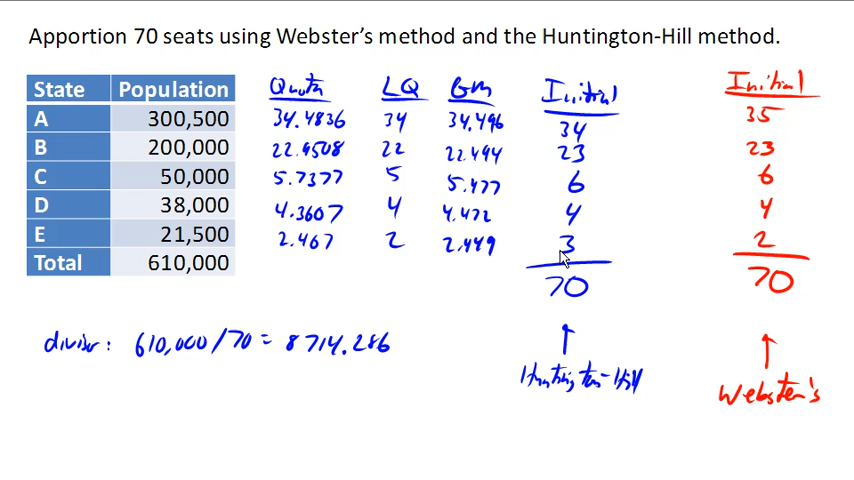 Apportion 70 seats using Webster's method and the Huntington-Hill method.
State Population Quota LQ GM Initial Initial
A 300,500 34.4836 34 34.496 34 35
B 200,000 22.9508 22 22.494 23 23
C 50,000 5.7377 5 5.477 6 6
D 38,000 4.3607 4 4.472 4 4
E 21,500 2.467 2 2.449 3 2
Total 610,000 70 70
divisor: 610,000/70 = 8714.286
Huntington-Hill Webster's